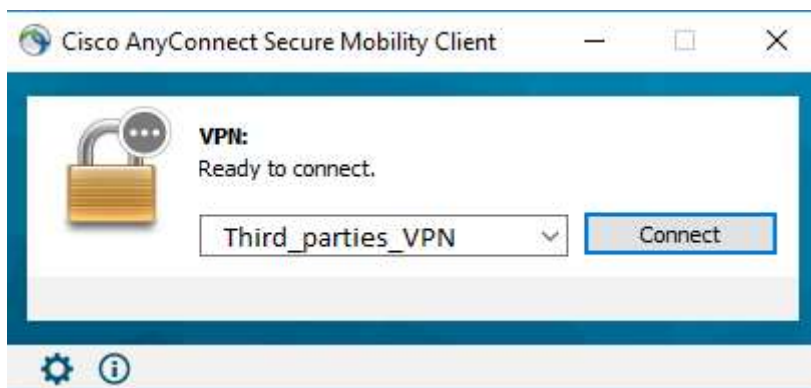 Cisco AnyConnect Secure Mobility Client
VPN:
Ready to connect.
Third_parties_VPN
Connect